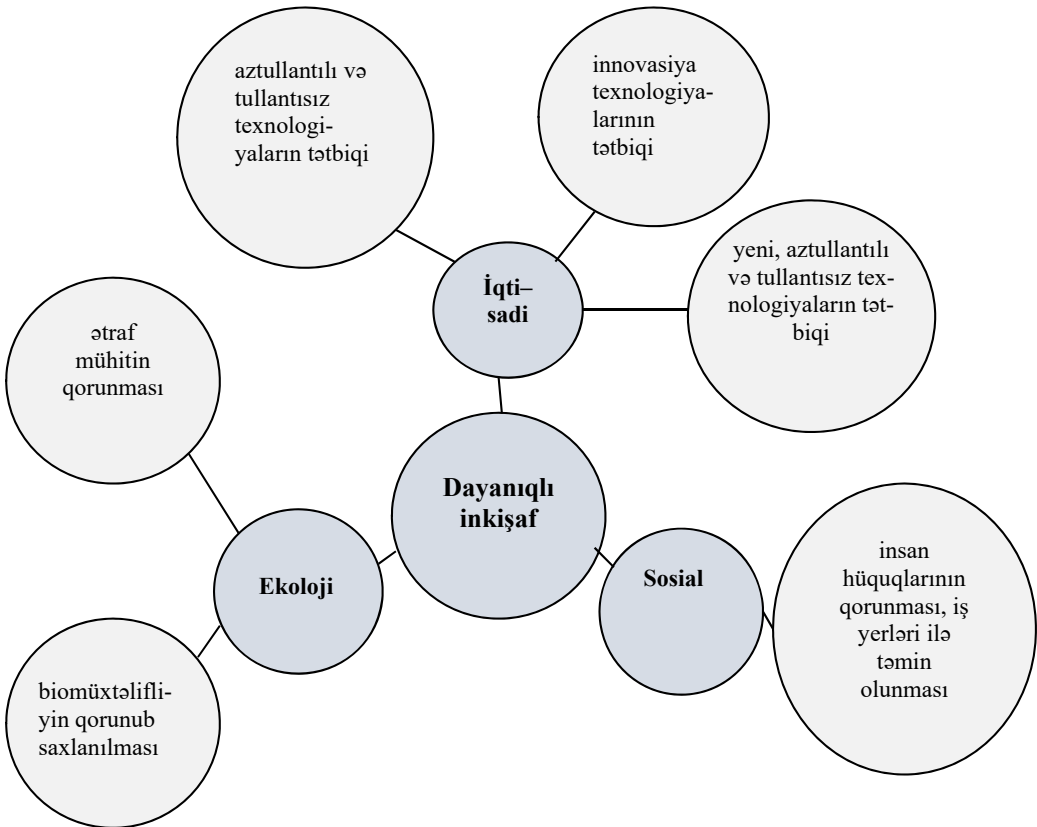 aztullantılı və
tullantısız
texnologi-
yaların tətbiqi
innovasiya
texnologiya-
larının
tətbiqi
yeni, aztullantılı
və tullantısız tex-
nologiyaların tət-
biqi
İqti–
sadi
ətraf
mühitin
qorunması
Dayanıqlı
inkişaf
Ekoloji
Sosial
insan
hüquqlarının
qorunması, iş
yerləri ilə
təmin
olunması
biomüxtəlifli-
yin qorunub
saxlanılması